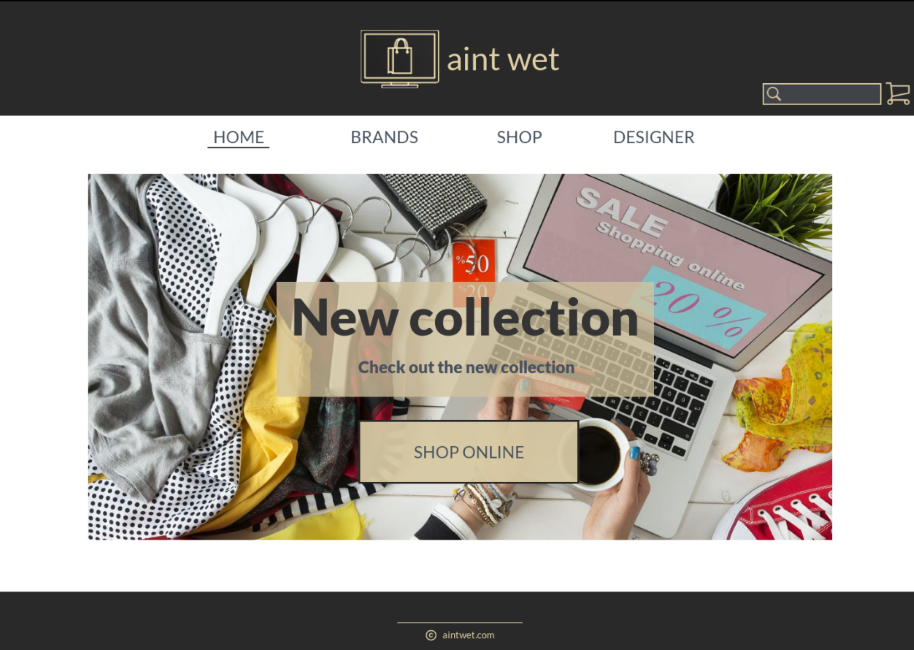 aint wet
HOME BRANDS SHOP DESIGNER
SALE
Shopping online
20 %
%50
20
New collection
Check out the new collection
SHOP ONLINE
© aintwet.com